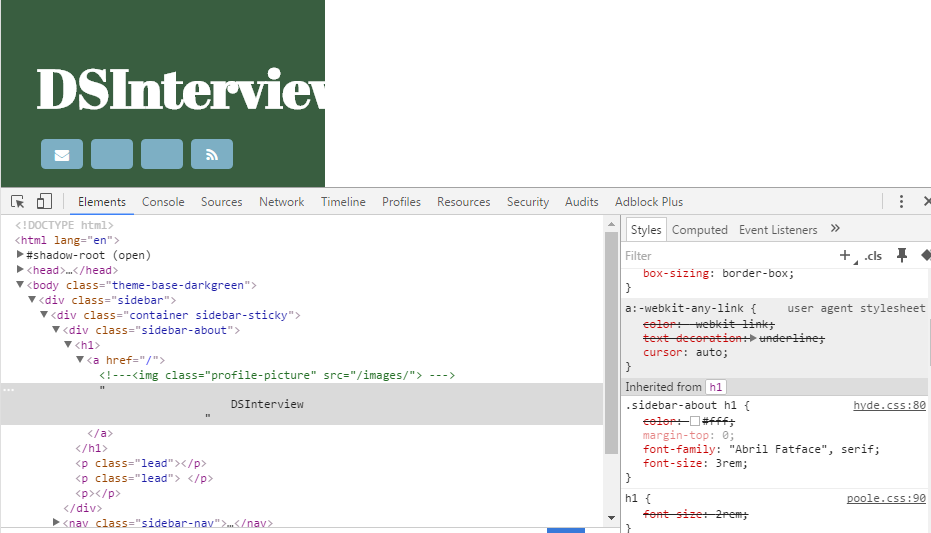 DSInterview
Elements Console Sources Network Timeline Profiles Resources Security Audits Adblock Plus
<!DOCTYPE html>
<html lang="en">
#shadow-root (open)
<head>…</head>
<body class="theme-base-darkgreen">
<div class="sidebar">
<div class="container sidebar-sticky">
<div class="sidebar-about">
<h1>
<a href="/">
<!---<img class="profile-picture" src="/images/"> --->
"
DSInterview
"
</a>
</h1>
<p class="lead"></p>
<p class="lead"> </p>
<p></p>
</div>
<nav class="sidebar-nav">…</nav>
Styles Computed Event Listeners »
Filter + .cls
box-sizing: border-box;
}
a:-webkit-any-link { user agent stylesheet
color: -webkit-link;
text-decoration: underline;
cursor: auto;
}
Inherited from h1
.sidebar-about h1 { hyde.css:80
color: #fff;
margin-top: 0;
font-family: "Abril Fatface", serif;
font-size: 3rem;
}
h1 { poole.css:90
font-size: 2rem;
}